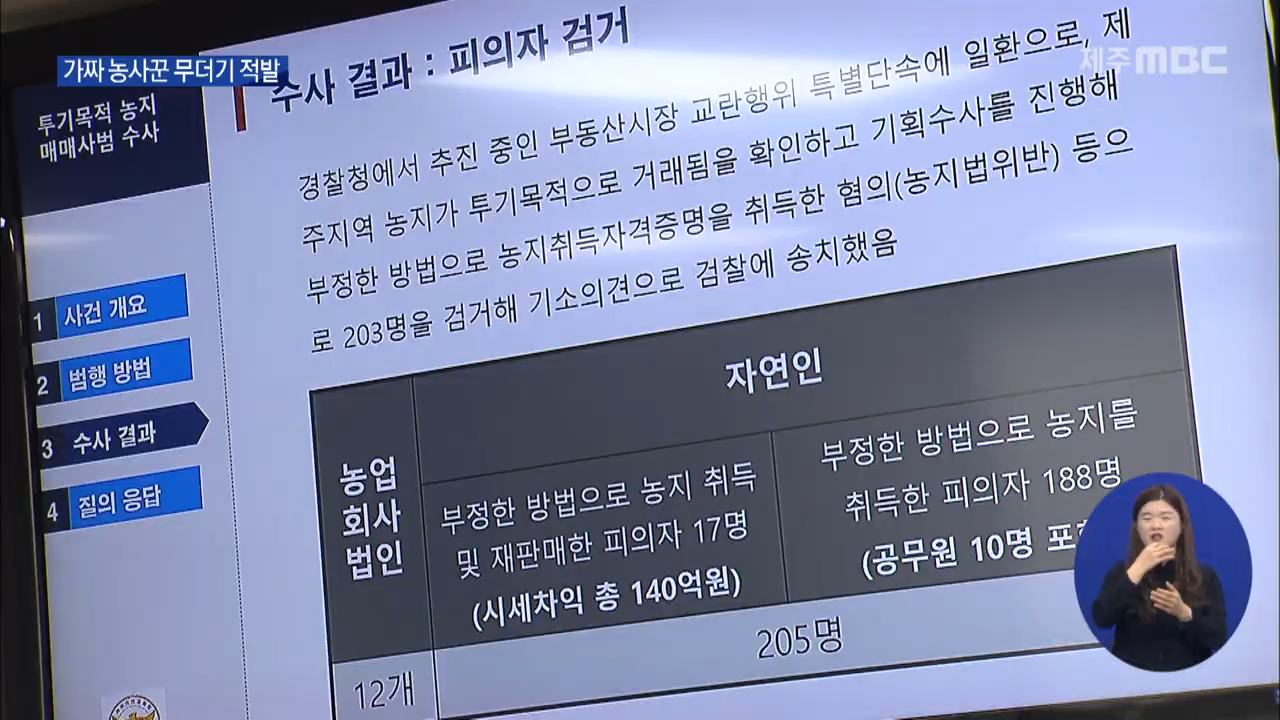 가짜 농사꾼 무더기 적발
제주MBC
투기목적 농지
매매사범 수사
1 사건 개요
2 범행 방법
3 수사 결과
4 질의 응답
수사 결과 : 피의자 검거
경찰청에서 추진 중인 부동산시장 교란행위 특별단속에 일환으로, 제
주지역 농지가 투기목적으로 거래됨을 확인하고 기획수사를 진행해
부정한 방법으로 농지취득자격증명을 취득한 혐의(농지법위반) 등으
로 203명을 검거해 기소의견으로 검찰에 송치했음
농업
회사
법인
자연인
부정한 방법으로 농지 취득
및 재판매한 피의자 17명
(시세차익 총 140억원)
부정한 방법으로 농지를
취득한 피의자 188명
(공무원 10명
12개
205명